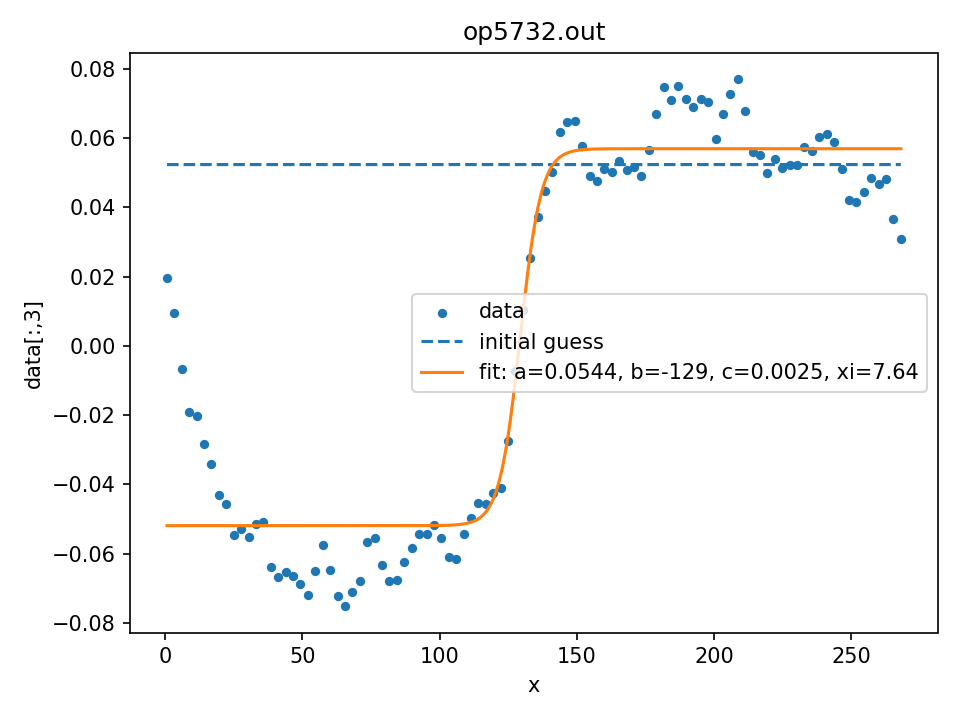 op5732.out
0.08
0.06
0.04
0.02
0.00
−0.02
−0.04
−0.06
−0.08
data[:,3]
data
initial guess
fit: a=0.0544, b=-129, c=0.0025, xi=7.64
0 50 100 150 200 250
x